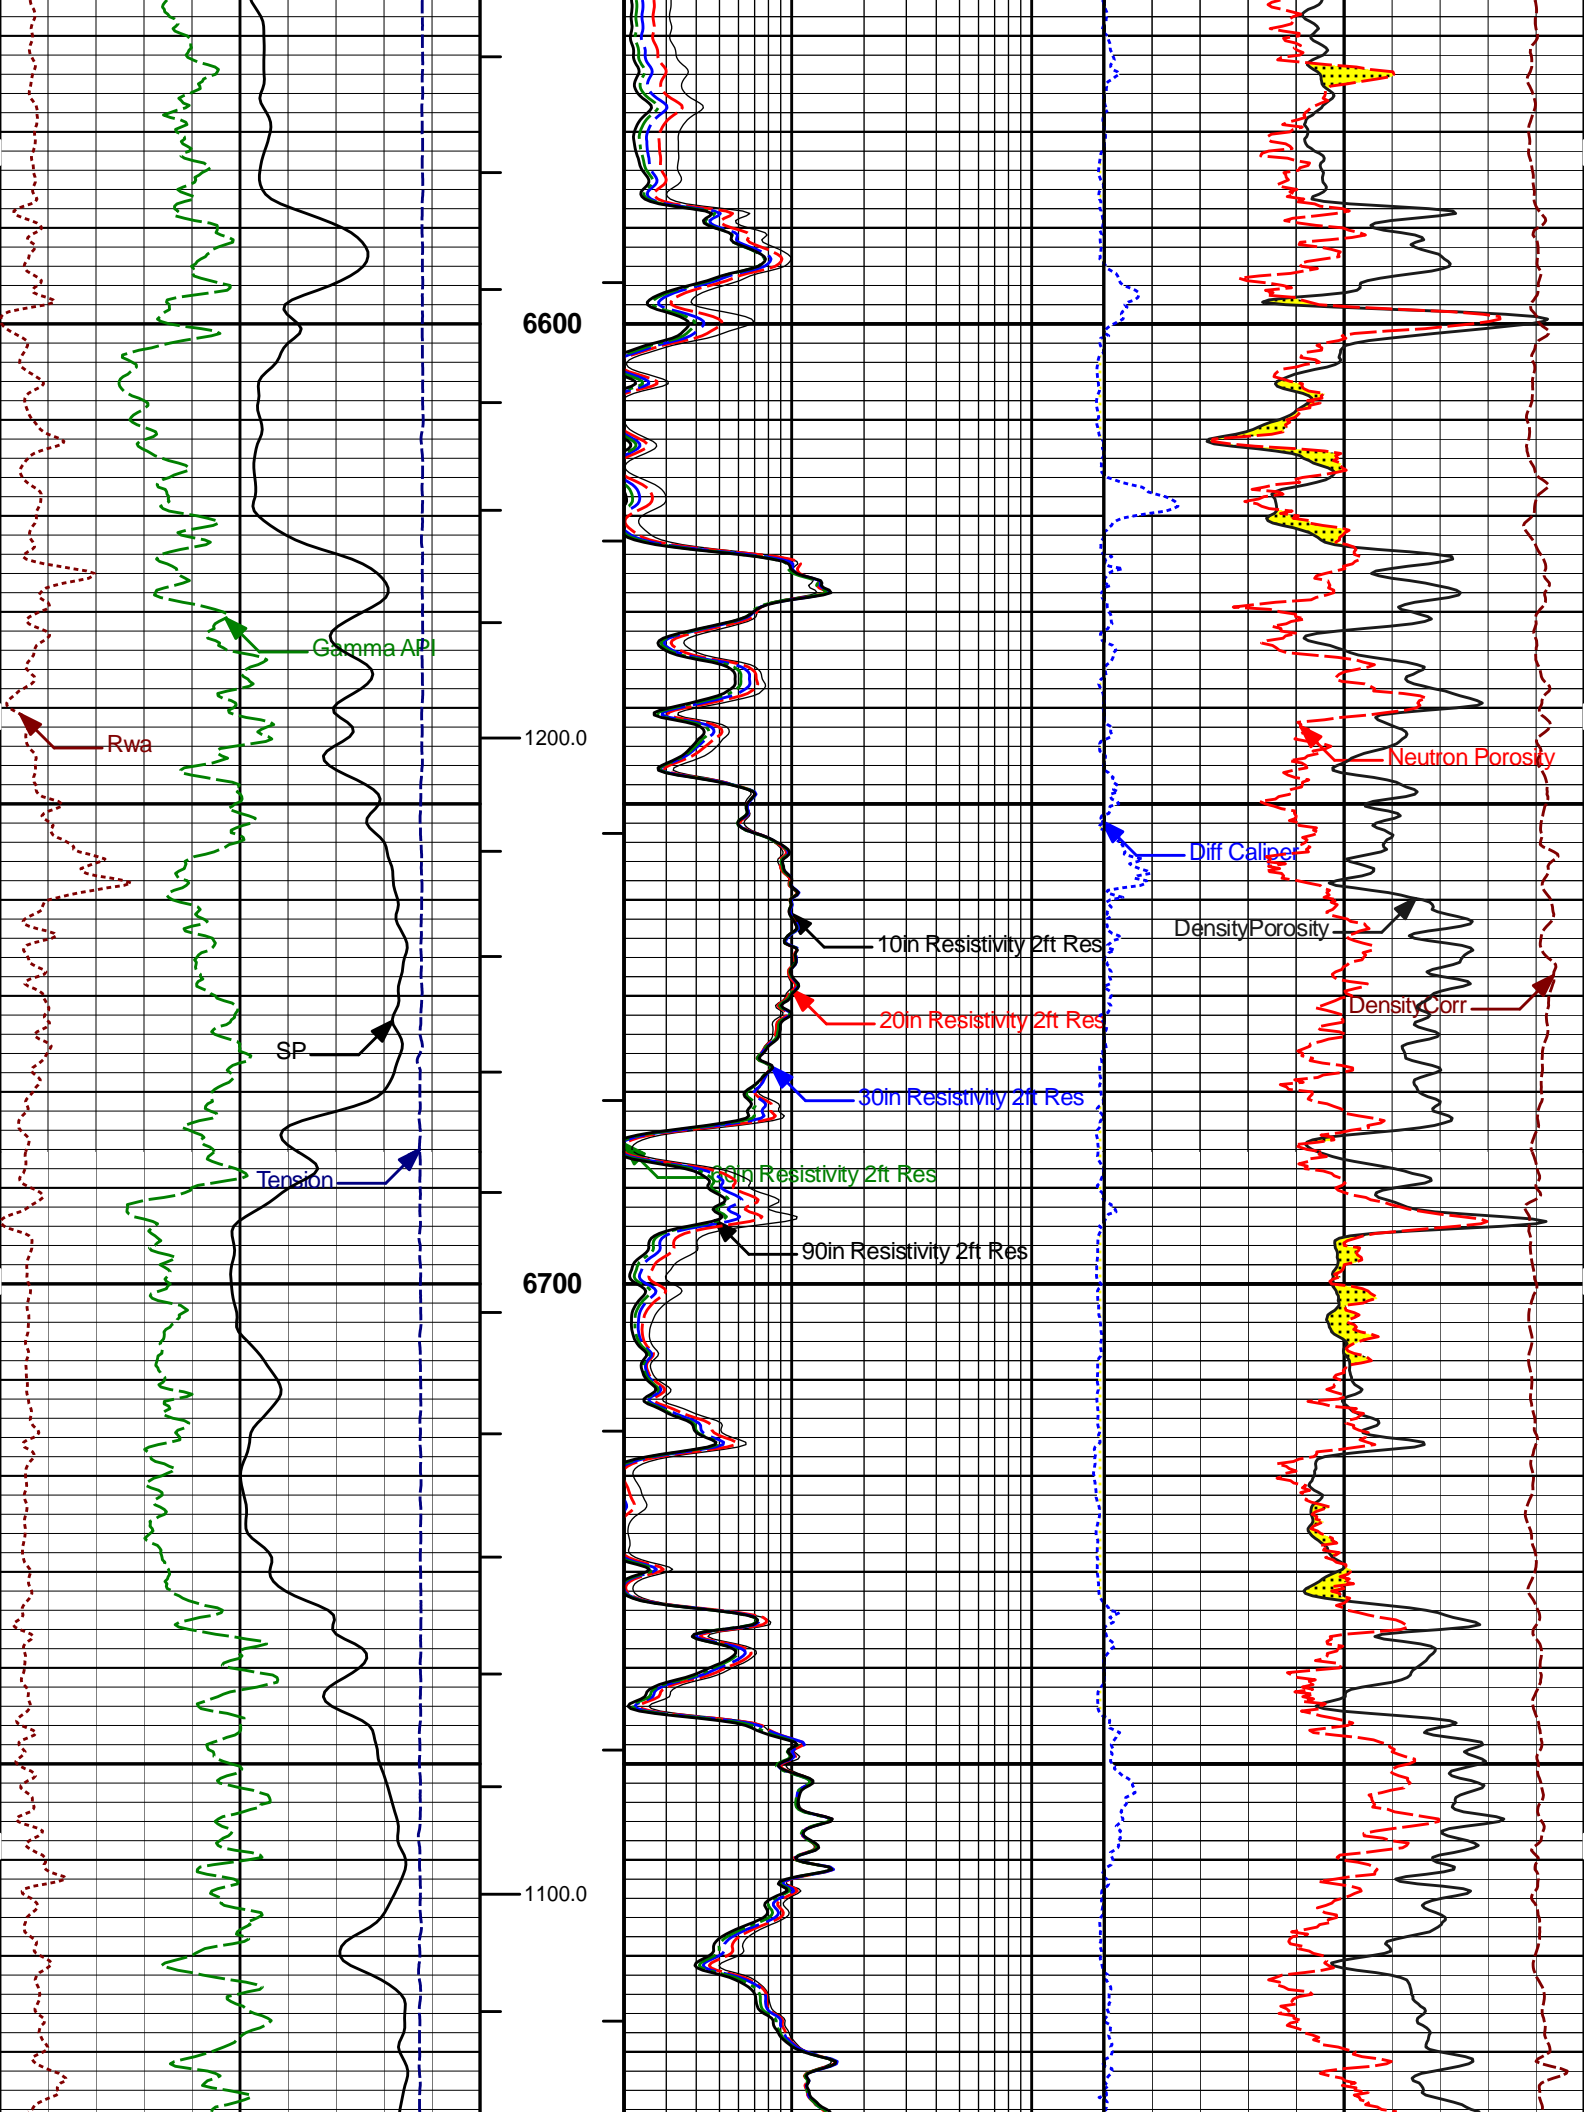 6600
Gamma API
Rwa
1200.0
Neutron Porosity
Diff Caliper
DensityPorosity
10in Resistivity 2ft Res
DensityCorr
20in Resistivity 2ft Res
SP
30in Resistivity 2ft Res
60in Resistivity 2ft Res
Tension
90in Resistivity 2ft Res
6700
1100.0